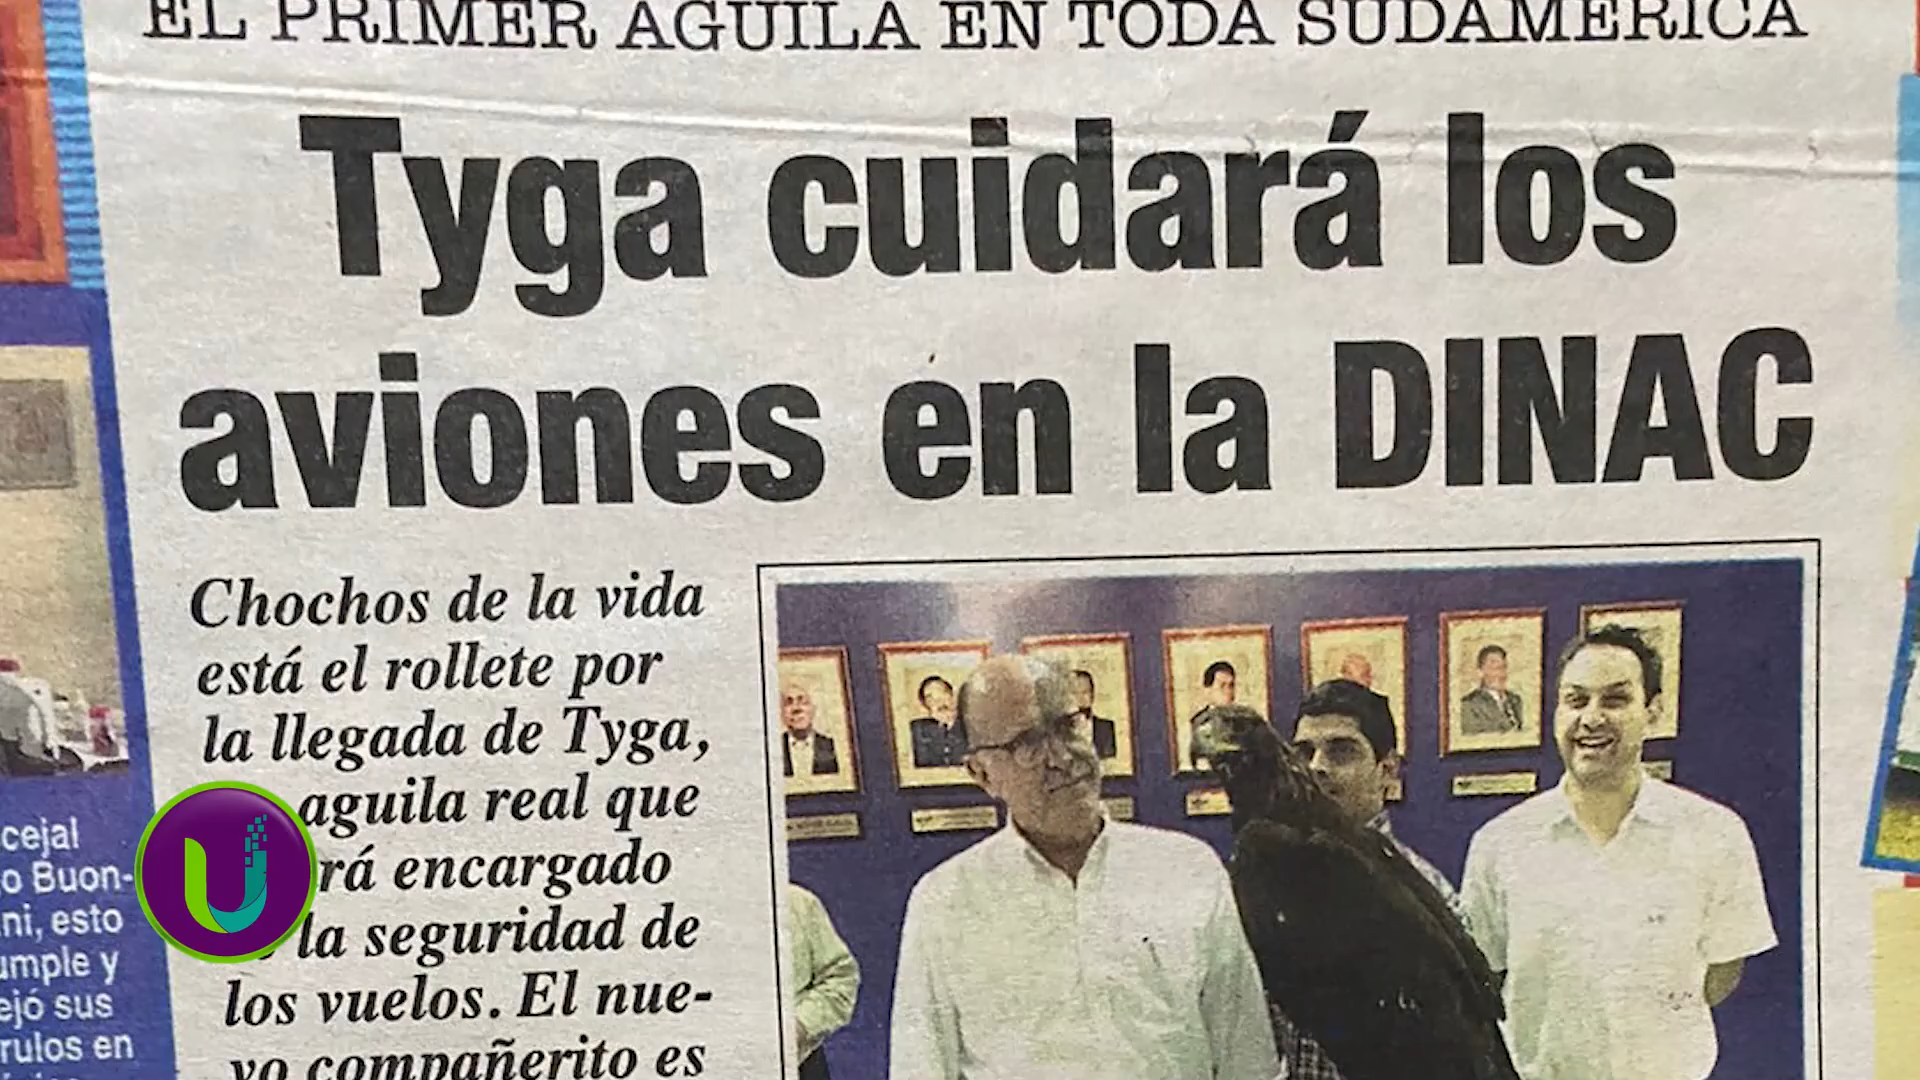 EL PRIMER AGUILA EN TODA SUDAMERICA
Tyga cuidará los
aviones en la DINAC
Chochos de la vida
está el rollete por
la llegada de Tyga,
aguila real que
rá encargado
la seguridad de
los vuelos. El nue-
vo compañerito es
cejal
o Buon-
ni, esto
umple y
ejó sus
rulos en